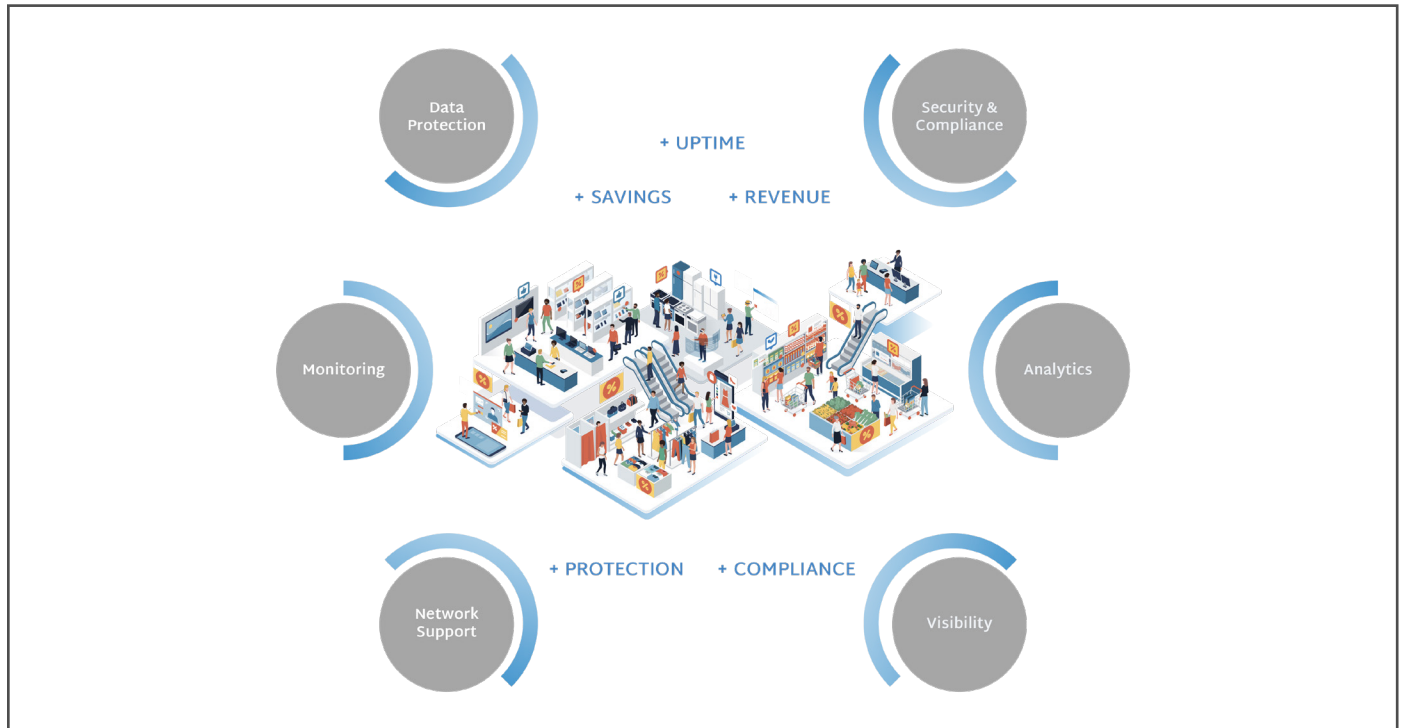 Data
Protection
Security &
Compliance
+ UPTIME
+ SAVINGS
+ REVENUE
Monitoring
Analytics
+ PROTECTION
+ COMPLIANCE
Network
Support
Visibility